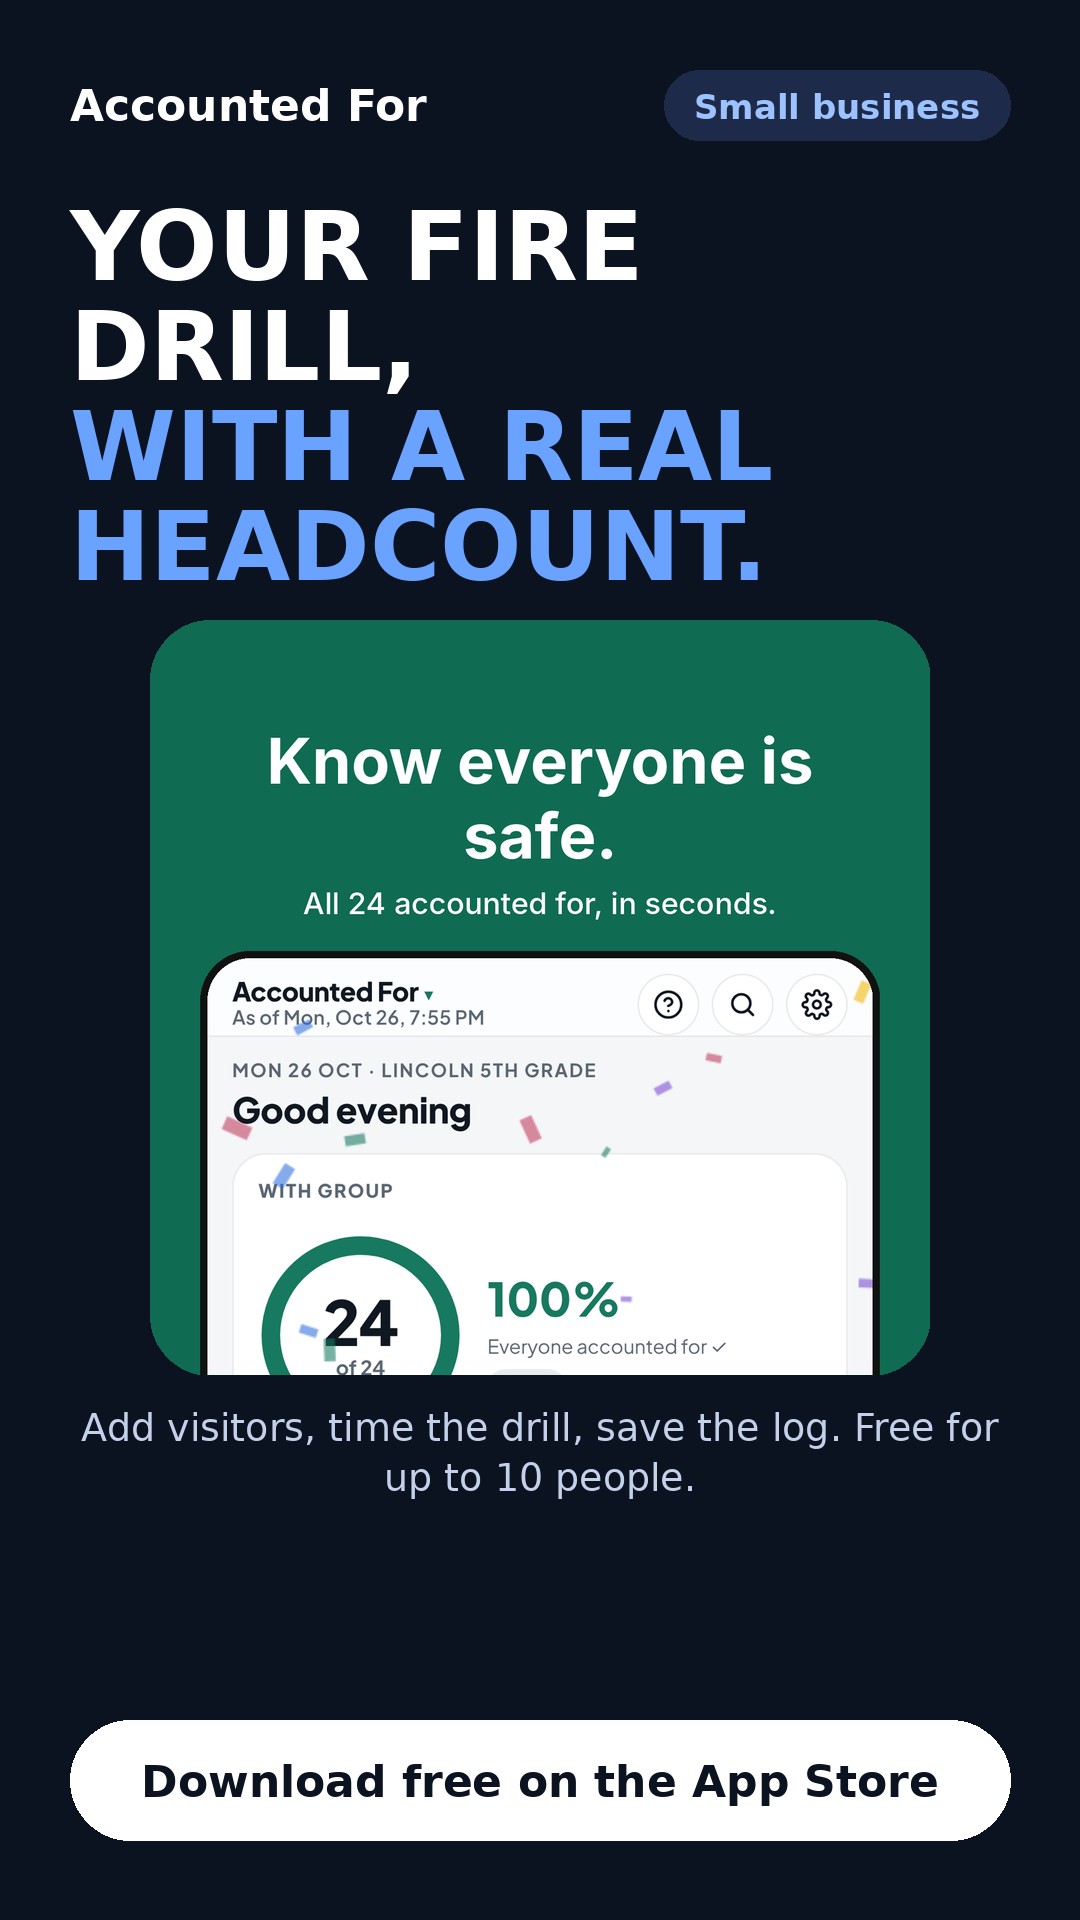 Accounted For
Small business
YOUR FIRE
DRILL,
WITH A REAL
HEADCOUNT.
Know everyone is
safe.
All 24 accounted for, in seconds.
Accounted For ▾
As of Mon, Oct 26, 7:55 PM
MON 26 OCT · LINCOLN 5TH GRADE
Good evening
WITH GROUP
24
of 24
100%
Everyone accounted for ✓
Add visitors, time the drill, save the log. Free for
up to 10 people.
Download free on the App Store